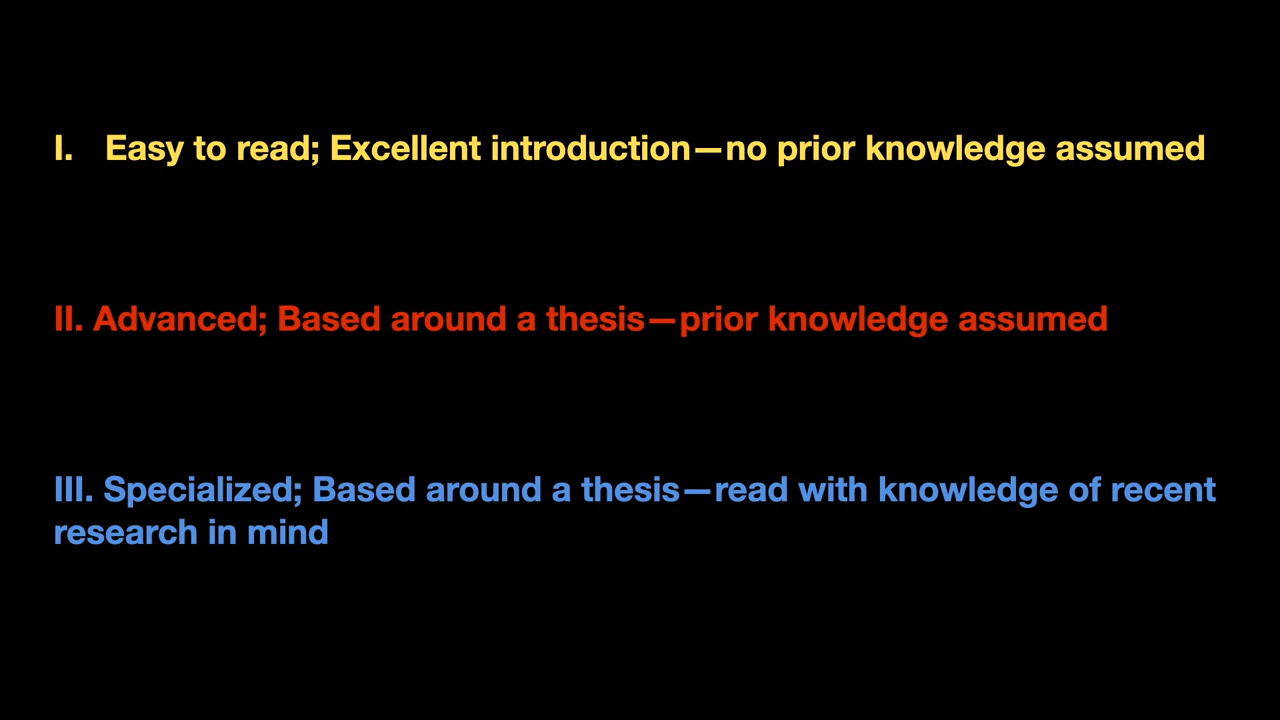 I. Easy to read; Excellent introduction—no prior knowledge assumed
II. Advanced; Based around a thesis—prior knowledge assumed
III. Specialized; Based around a thesis—read with knowledge of recent
research in mind